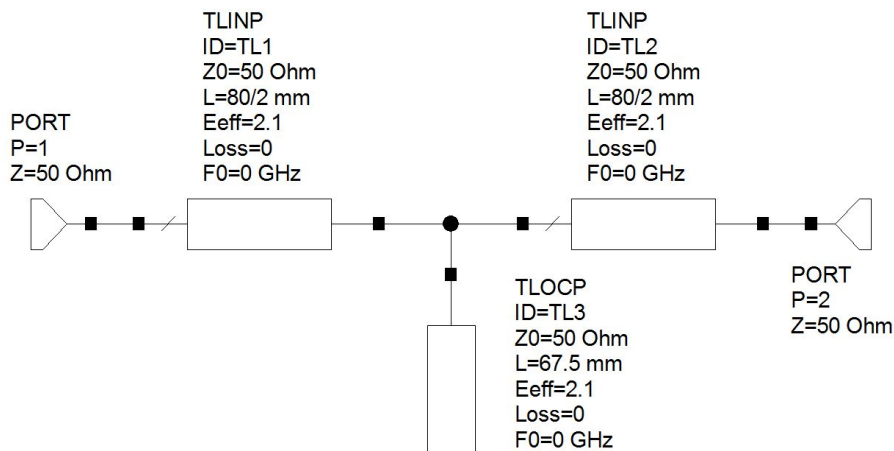 TLINP
ID=TL1
Z0=50 Ohm
L=80/2 mm
Eeff=2.1
Loss=0
F0=0 GHz
TLINP
ID=TL2
Z0=50 Ohm
L=80/2 mm
Eeff=2.1
Loss=0
F0=0 GHz
PORT
P=1
Z=50 Ohm
TLOCP
ID=TL3
Z0=50 Ohm
L=67.5 mm
Eeff=2.1
Loss=0
F0=0 GHz
PORT
P=2
Z=50 Ohm